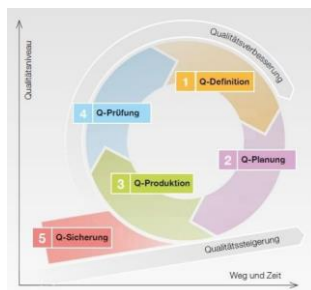 Qualitätsniveau
Qualitätsverbesserung
1 Q-Definition
4 Q-Prüfung
2 Q-Planung
3 Q-Produktion
5 Q-Sicherung
Qualitätssteigerung
Weg und Zeit